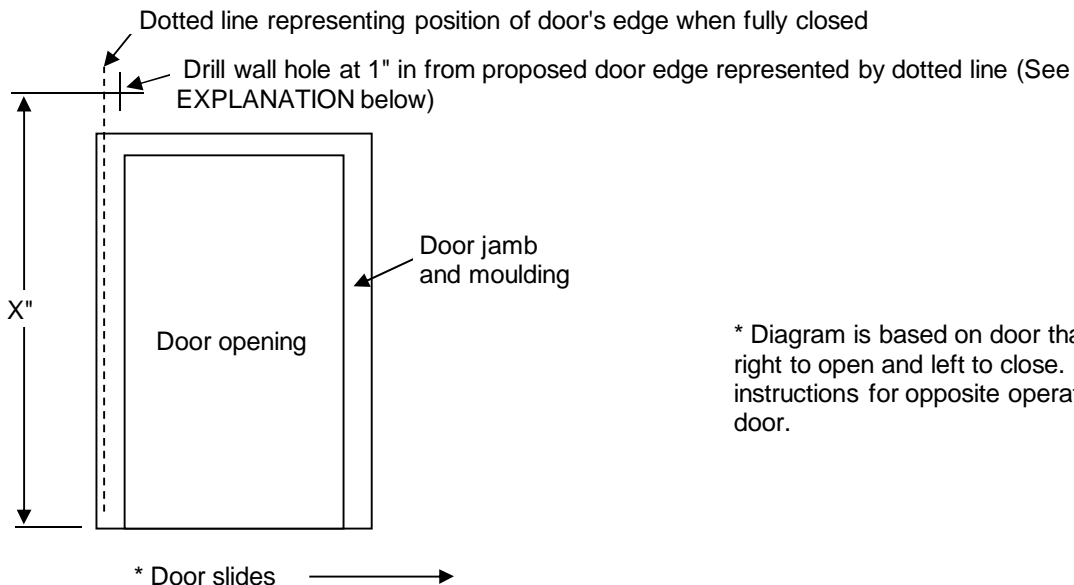 Dotted line representing position of door's edge when fully closed
Drill wall hole at 1" in from proposed door edge represented by dotted line (See
EXPLANATION below)
Door jamb
and moulding
X"
Door opening
* Diagram is based on door
right to open and left to close.
instructions for opposite
door.
* Door slides